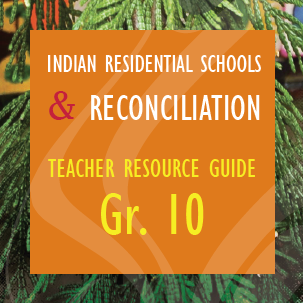 INDIAN RESIDENTIAL SCHOOLS
& RECONCILIATION
TEACHER RESOURCE GUIDE
Gr. 10